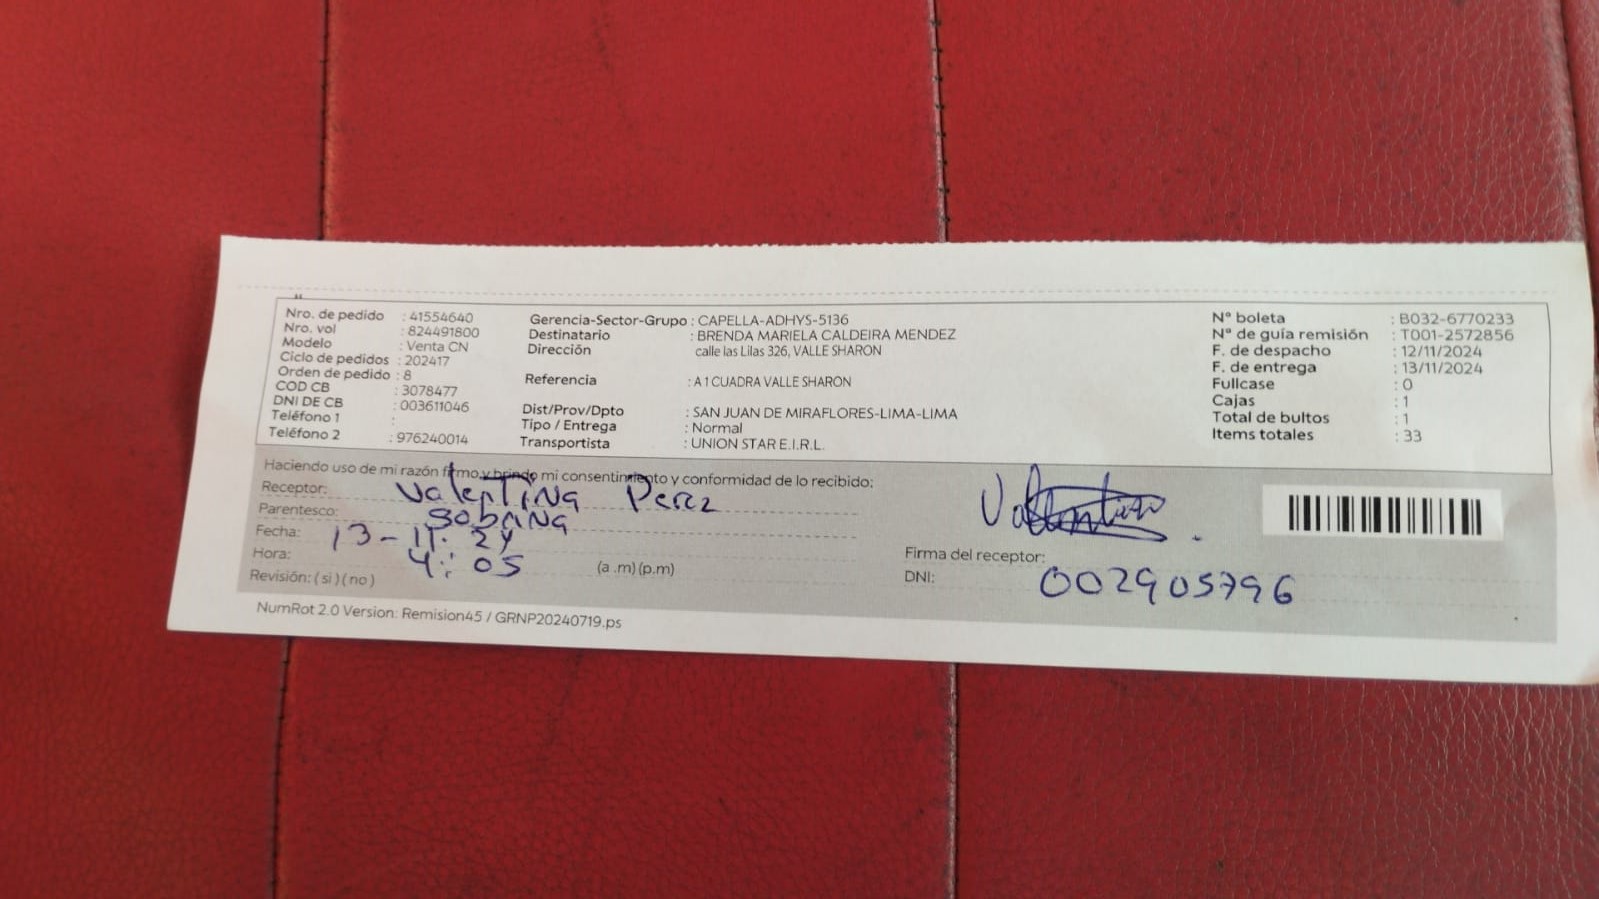 Nro. de pedido : 41554640
Nro. vol : 824491800
Modelo : Venta CN
Ciclo de pedidos : 202417
Orden de pedido : 8
COD CB : 3078477
DNI DE CB : 003611046
Teléfono 1 :
Teléfono 2 : 976240014
Gerencia-Sector-Grupo : CAPELLA-ADHYS-5136
Destinatario : BRENDA MARIELA CALDEIRA MENDEZ
Dirección calle las Lilas 326, VALLE SHARON
Referencia : A 1 CUADRA VALLE SHARON
Dist/Prov/Dpto : SAN JUAN DE MIRAFLORES-LIMA-LIMA
Tipo / Entrega : Normal
Transportista : UNION STAR E.I.R.L.
N° boleta : B032-6770233
N° de guía remisión : T001-2572856
F. de despacho : 12/11/2024
F. de entrega : 13/11/2024
Fullcase : 0
Cajas : 1
Total de bultos : 1
Items totales : 33
Haciendo uso de mi razón firmo y brindo mi consentimiento y conformidad de lo recibido:
Receptor: Valentina Perez
Parentesco: Sobrina
Fecha: 13-11-24
Hora: 4:05 (a .m) (p.m)
Revisión: ( si ) ( no )
Valentina
Firma del receptor:
DNI: 002905796
NumRot 2.0 Version: Remision45 / GRNP20240719.ps